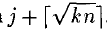 j + ⌈√kn⌉